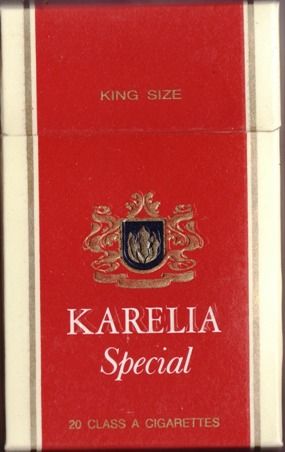 KING SIZE
KARELIA
Special
20 CLASS A CIGARETTES